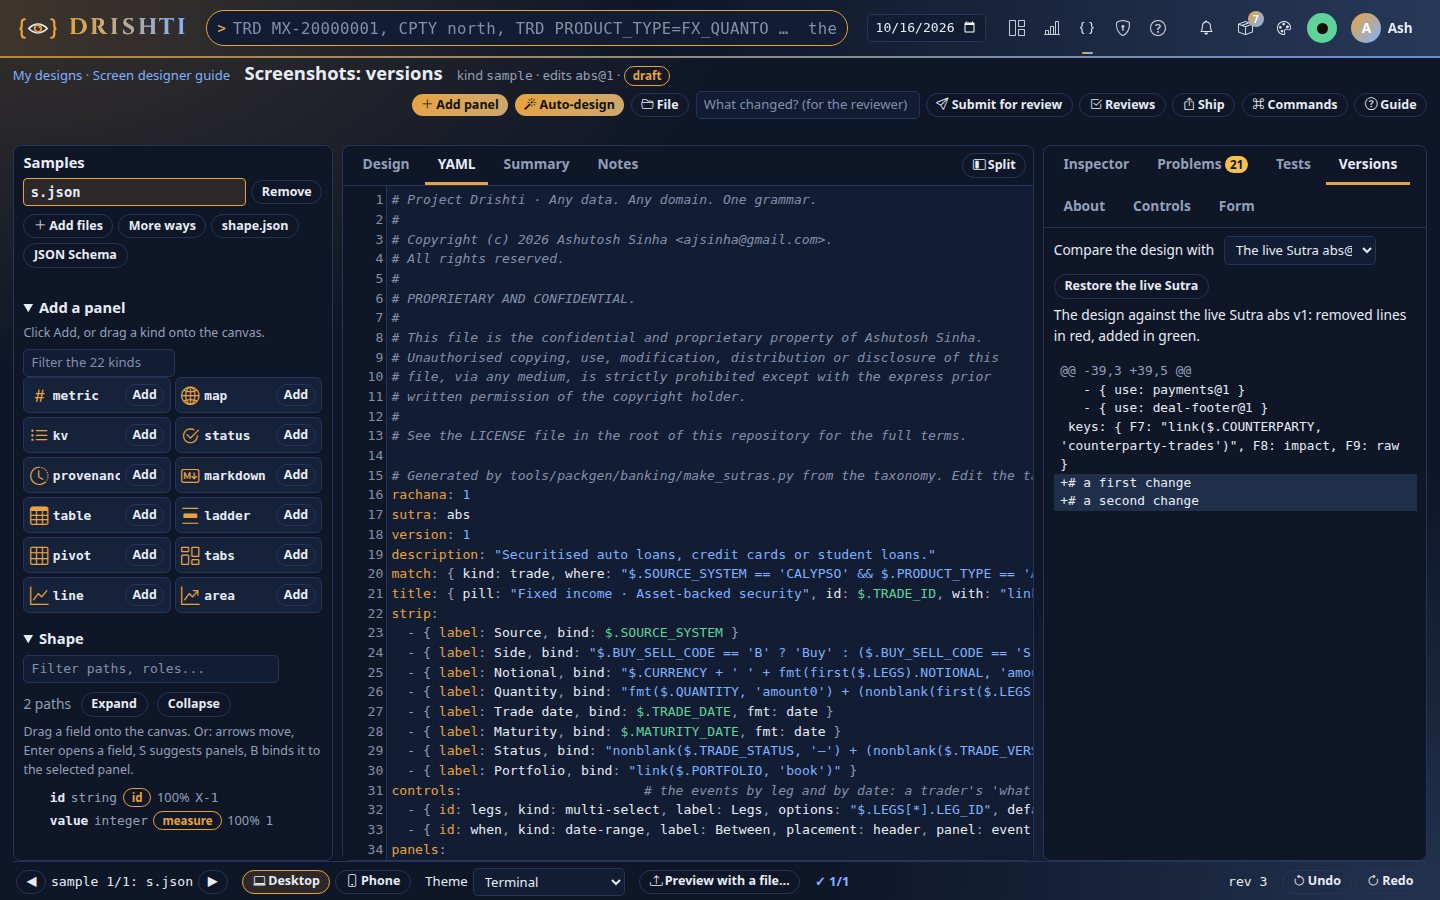 DRISHTI
> TRD MX-20000001, CPTY north, TRD PRODUCT_TYPE=FX_QUANTO … the
10/16/2026
7
A Ash
My designs · Screen designer guide
Screenshots: versions
kind sample · edits abs@1 · draft
Add panel
Auto-design
File
What changed? (for the reviewer)
Submit for review
Reviews
Ship
Commands
Guide
Samples
s.json
Remove
Add files
More ways
shape.json
JSON Schema
▼ Add a panel
Click Add, or drag a kind onto the canvas.
Filter the 22 kinds
metric Add
map Add
kv Add
status Add
provenanc Add
markdown Add
table Add
ladder Add
pivot Add
tabs Add
line Add
area Add
▼ Shape
Filter paths, roles...
2 paths
Expand
Collapse
Drag a field onto the canvas. Or: arrows move,
Enter opens a field, S suggests panels, B binds it to
the selected panel.
id string id 100% X-1
value integer measure 100% 1
Design
YAML
Summary
Notes
Split
1 # Project Drishti · Any data. Any domain. One grammar.
2 #
3 # Copyright (c) 2026 Ashutosh Sinha <ajsinha@gmail.com>.
4 # All rights reserved.
5 #
6 # PROPRIETARY AND CONFIDENTIAL.
7 #
8 # This file is the confidential and proprietary property of Ashutosh Sinha.
9 # Unauthorised copying, use, modification, distribution or disclosure of this
10 # file, via any medium, is strictly prohibited except with the express prior
11 # written permission of the copyright holder.
12 #
13 # See the LICENSE file in the root of this repository for the full terms.
14
15 # Generated by tools/packgen/banking/make_sutras.py from the taxonomy. Edit the ta
16 rachana: 1
17 sutra: abs
18 version: 1
19 description: "Securitised auto loans, credit cards or student loans."
20 match: { kind: trade, where: "$.SOURCE_SYSTEM == 'CALYPSO' && $.PRODUCT_TYPE == 'A
21 title: { pill: "Fixed income · Asset-backed security", id: $.TRADE_ID, with: "lin
22 strip:
23 - { label: Source, bind: $.SOURCE_SYSTEM }
24 - { label: Side, bind: "$.BUY_SELL_CODE == 'B' ? 'Buy' : ($.BUY_SELL_CODE == 'S
25 - { label: Notional, bind: "$.CURRENCY + ' ' + fmt(first($.LEGS).NOTIONAL, 'amou
26 - { label: Quantity, bind: "fmt($.QUANTITY, 'amount0') + (nonblank(first($.LEGS
27 - { label: Trade date, bind: $.TRADE_DATE, fmt: date }
28 - { label: Maturity, bind: $.MATURITY_DATE, fmt: date }
29 - { label: Status, bind: "nonblank($.TRADE_STATUS, '—') + (nonblank($.TRADE_VERS
30 - { label: Portfolio, bind: "link($.PORTFOLIO, 'book')" }
31 controls: # the events by leg and by date: a trader's 'what
32 - { id: legs, kind: multi-select, label: Legs, options: "$.LEGS[*].LEG_ID", defa
33 - { id: when, kind: date-range, label: Between, placement: header, panel: event
34 panels:
Inspector
Problems 21
Tests
Versions
About
Controls
Form
Compare the design with
The live Sutra abs@
Restore the live Sutra
The design against the live Sutra abs v1: removed lines
in red, added in green.
@@ -39,3 +39,5 @@
- { use: payments@1 }
- { use: deal-footer@1 }
keys: { F7: "link($.COUNTERPARTY,
'counterparty-trades')", F8: impact, F9: raw
}
+# a first change
+# a second change
◀ sample 1/1: s.json ▶
Desktop
Phone
Theme
Terminal
Preview with a file...
✓ 1/1
rev 3
Undo
Redo